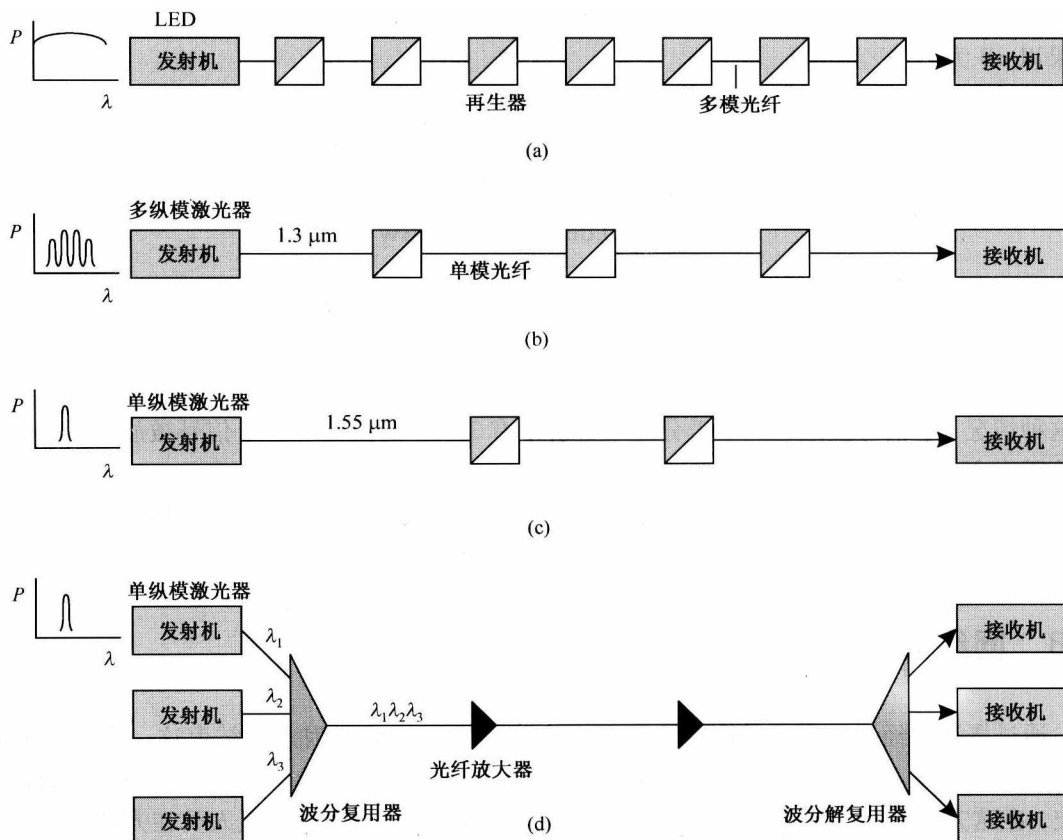 LED
P
发射机
接收机
λ
再生器
多模光纤
(a)
多纵模激光器
P
发射机
1.3 μm
单模光纤
接收机
λ
(b)
单纵模激光器
P
发射机
1.55 μm
接收机
λ
(c)
单纵模激光器
P
发射机
接收机
λ
λ₁
发射机
λ₂
λ₁λ₂λ₃
接收机
λ₃
光纤放大器
发射机
波分复用器
波分解复用器
接收机
(d)